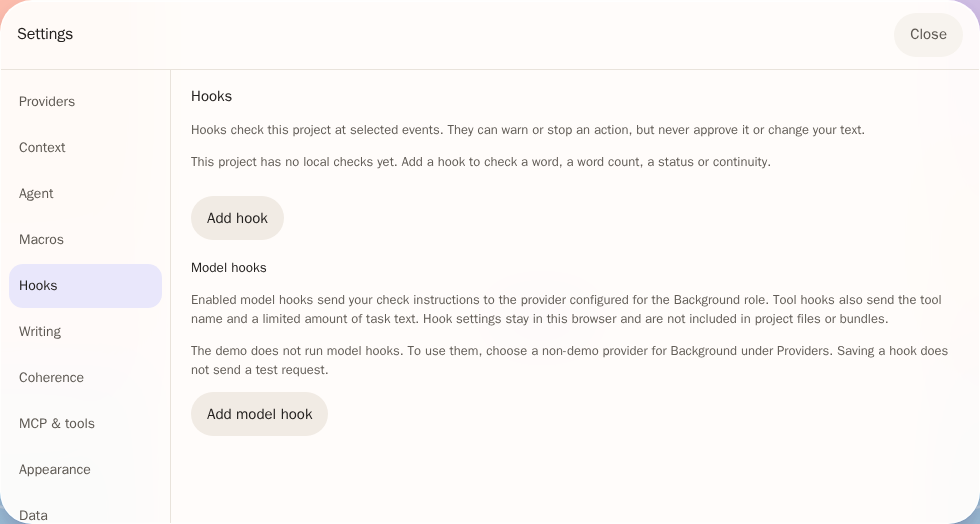 Settings
Close
Providers
Context
Agent
Macros
Hooks
Writing
Coherence
MCP & tools
Appearance
Data
Hooks
Hooks check this project at selected events. They can warn or stop an action, but never approve it or change your text.
This project has no local checks yet. Add a hook to check a word, a word count, a status or continuity.
Add hook
Model hooks
Enabled model hooks send your check instructions to the provider configured for the Background role. Tool hooks also send the tool
name and a limited amount of task text. Hook settings stay in this browser and are not included in project files or bundles.
The demo does not run model hooks. To use them, choose a non-demo provider for Background under Providers. Saving a hook does
not send a test request.
Add model hook